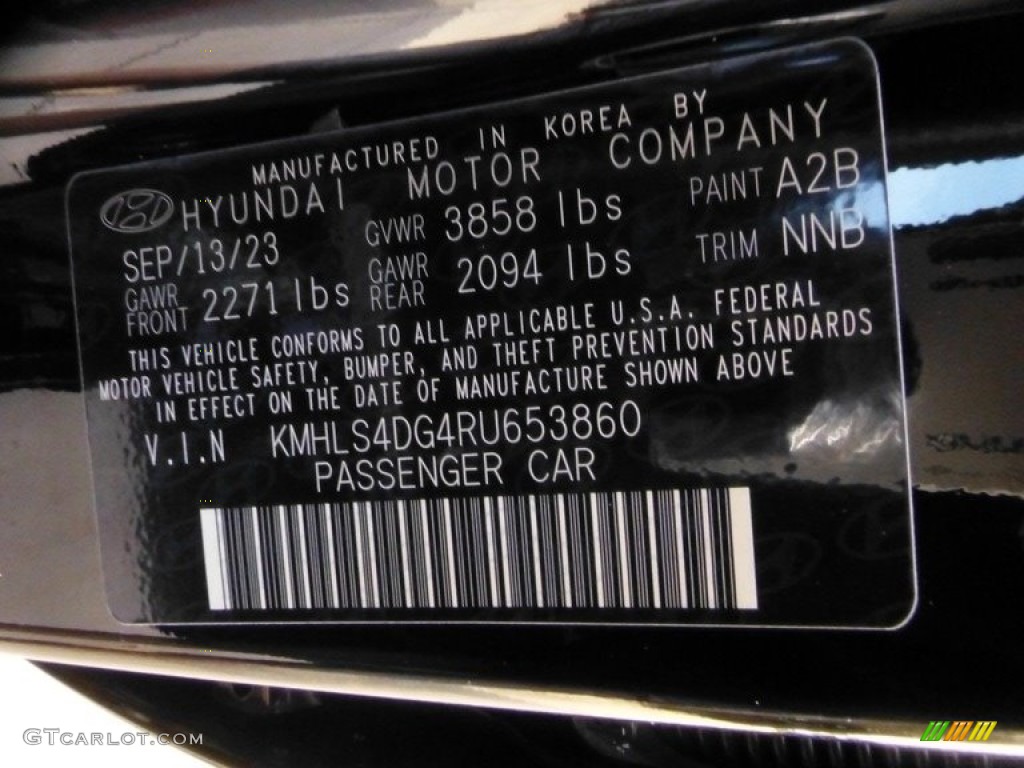 MANUFACTURED IN KOREA BY
HYUNDAI MOTOR COMPANY
SEP/13/23 GVWR 3858 lbs PAINT A2B
GAWR FRONT 2271 lbs GAWR REAR 2094 lbs TRIM NNB
THIS VEHICLE CONFORMS TO ALL APPLICABLE U.S.A. FEDERAL
MOTOR VEHICLE SAFETY, BUMPER, AND THEFT PREVENTION STANDARDS
IN EFFECT ON THE DATE OF MANUFACTURE SHOWN ABOVE
V.I.N KMHLS4DG4RU653860
PASSENGER CAR
GTCARLOT.COM